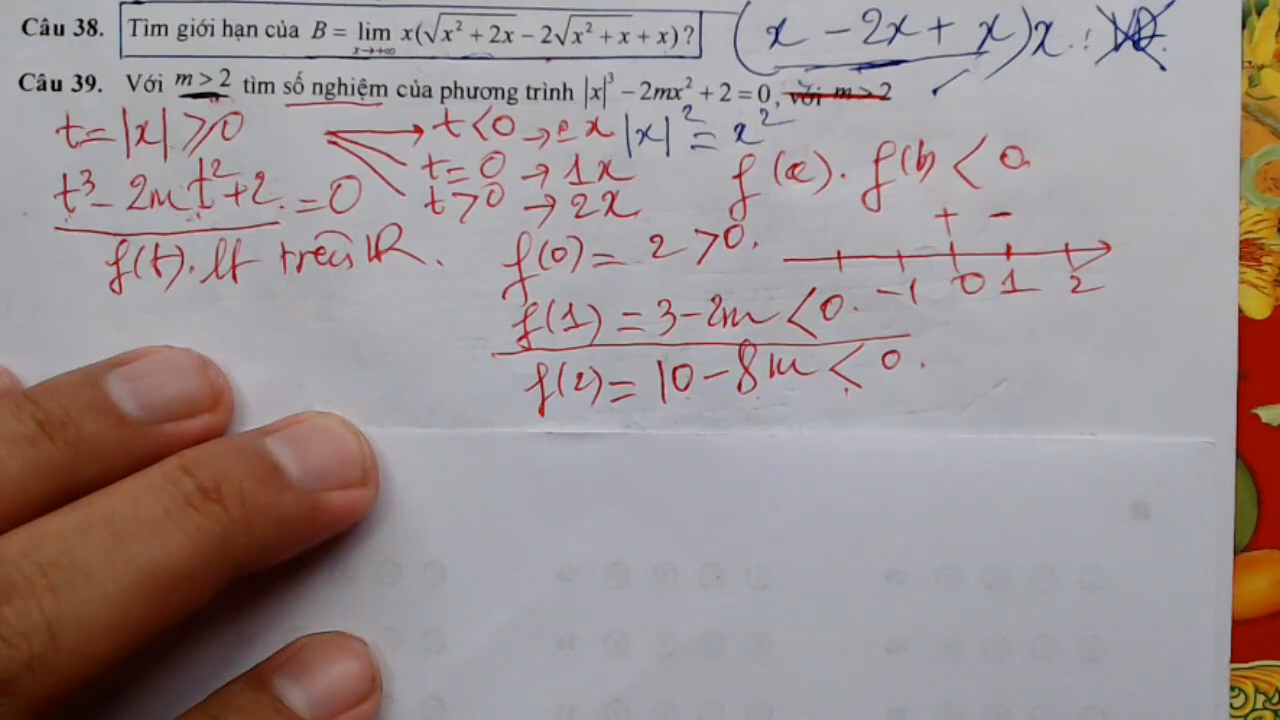 Câu 38. Tìm giới hạn của B = lim x→+∞ x(√x² + 2x − 2√x² + x + x)? (x − 2x + x)x
Câu 39. Với m > 2 tìm số nghiệm của phương trình |x|³ − 2mx² + 2 = 0, với m > 2
t = |x| ≥ 0
t < 0 → x |x|² = x²
t = 0 → 1x
t > 0 → 2x
f(a). f(b) < 0
t³ − 2mt² + 2 = 0
f(t). lt trên IR.
f(0) = 2 > 0.
+ −
−1 0 1 2
f(1) = 3 − 2m < 0.
f(2) = 10 − 8m < 0.